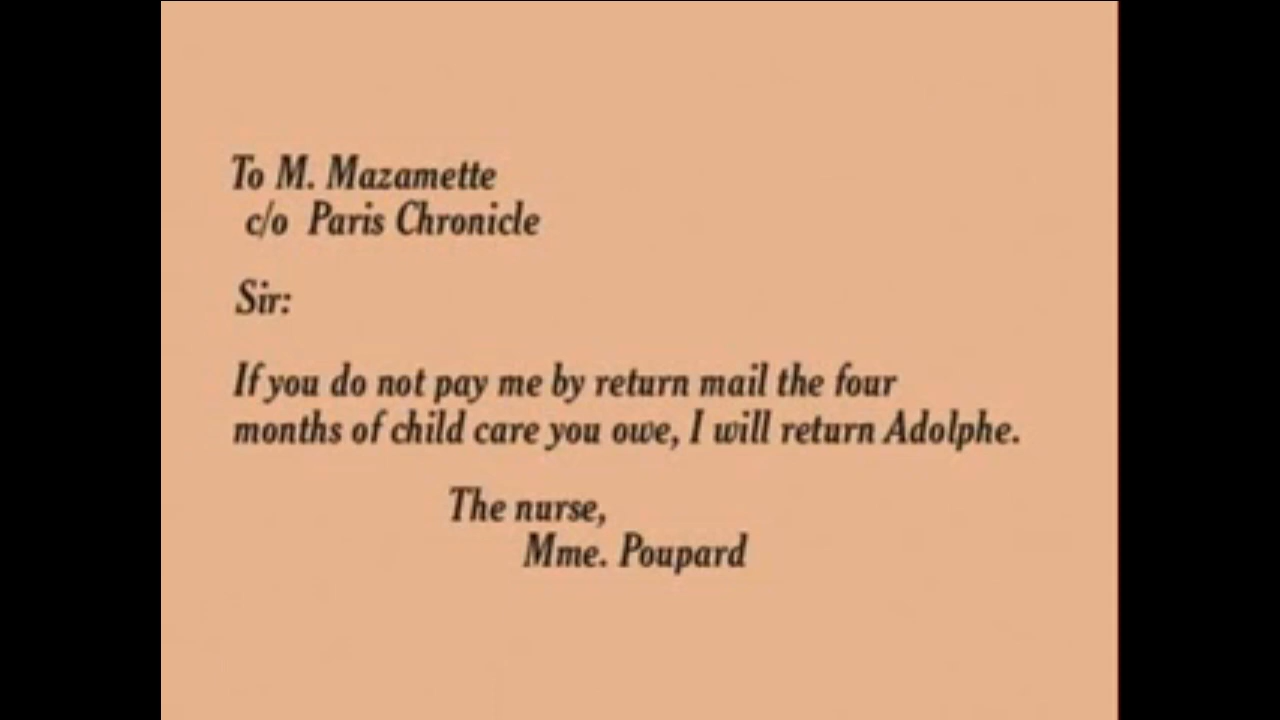 To M. Mazamette
c/o Paris Chronicle
Sir:
If you do not pay me by return mail the four
months of child care you owe, I will return Adolphe.
The nurse,
Mme. Poupard